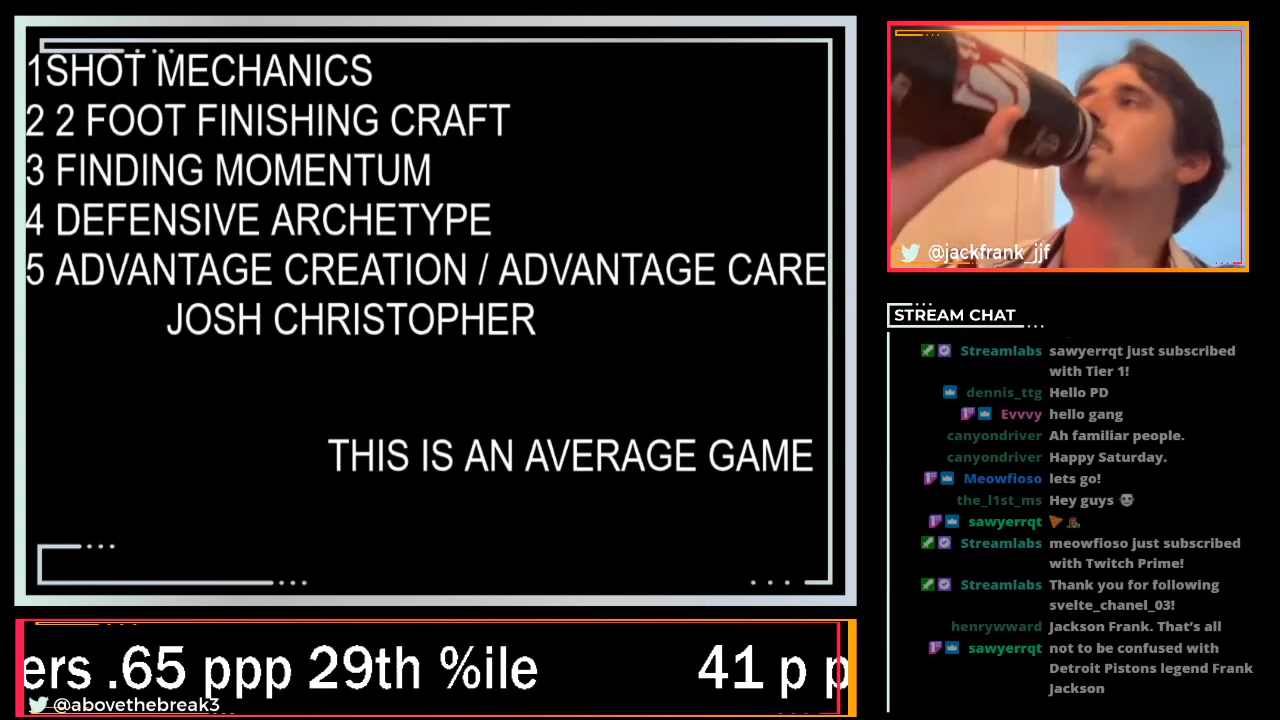 1SHOT MECHANICS
2 2 FOOT FINISHING CRAFT
3 FINDING MOMENTUM
4 DEFENSIVE ARCHETYPE
5 ADVANTAGE CREATION / ADVANTAGE CARE
JOSH CHRISTOPHER
THIS IS AN AVERAGE GAME
ers .65 ppp 29th %ile 41 p p
@abovethebreak3
@jackfrank_jjf
STREAM CHAT
Streamlabs sawyerrqt just subscribed
with Tier 1!
dennis_ttg Hello PD
Evvvy hello gang
canyondriver Ah familiar people.
canyondriver Happy Saturday.
Meowfioso lets go!
the_l1st_ms Hey guys
sawyerrqt
Streamlabs meowfioso just subscribed
with Twitch Prime!
Streamlabs Thank you for following
svelte_chanel_03!
henrywward Jackson Frank. That's all
sawyerrqt not to be confused with
Detroit Pistons legend Frank
Jackson